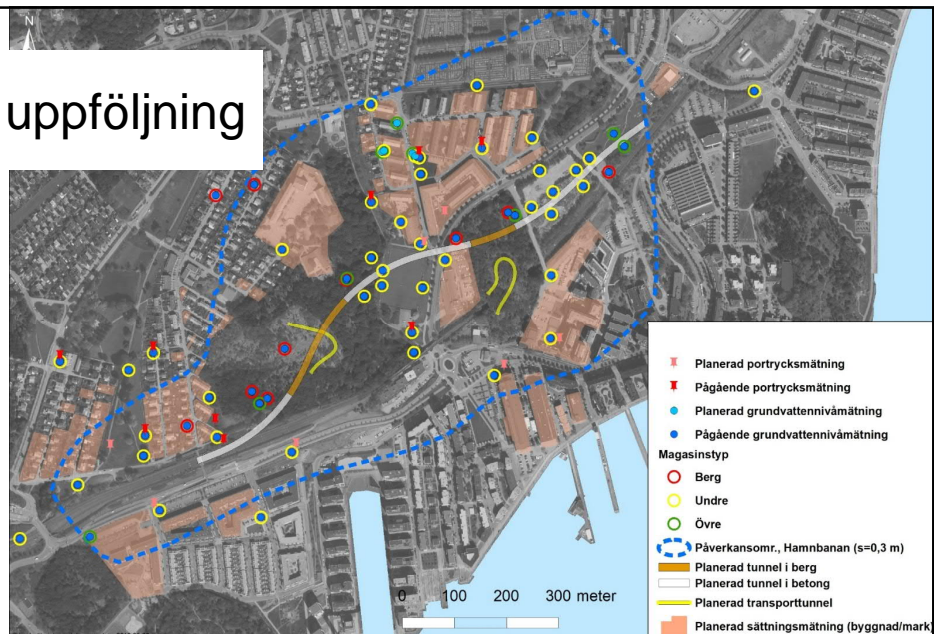 N
uppföljning
Planerad portrycksmätning
Pågående portrycksmätning
Planerad grundvattennivåmätning
Pågående grundvattennivåmätning
Magasinstyp
Berg
Undre
Övre
Påverkansomr., Hamnbanan (s=0,3 m)
Planerad tunnel i berg
Planerad tunnel i betong
Planerad transporttunnel
Planerad sättningsmätning (byggnad/mark)
0 100 200 300 meter